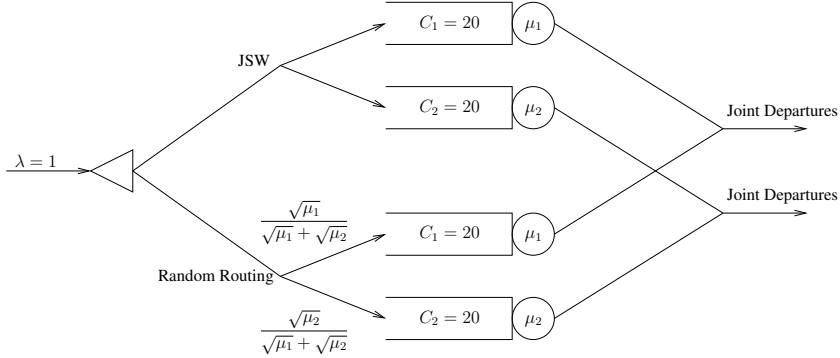 C₁ = 20
μ₁
JSW
C₂ = 20
μ₂
Joint Departures
λ = 1
Joint Departures
√μ₁
√μ₁ + √μ₂
C₁ = 20
μ₁
Random Routing
C₂ = 20
μ₂
√μ₂
√μ₁ + √μ₂